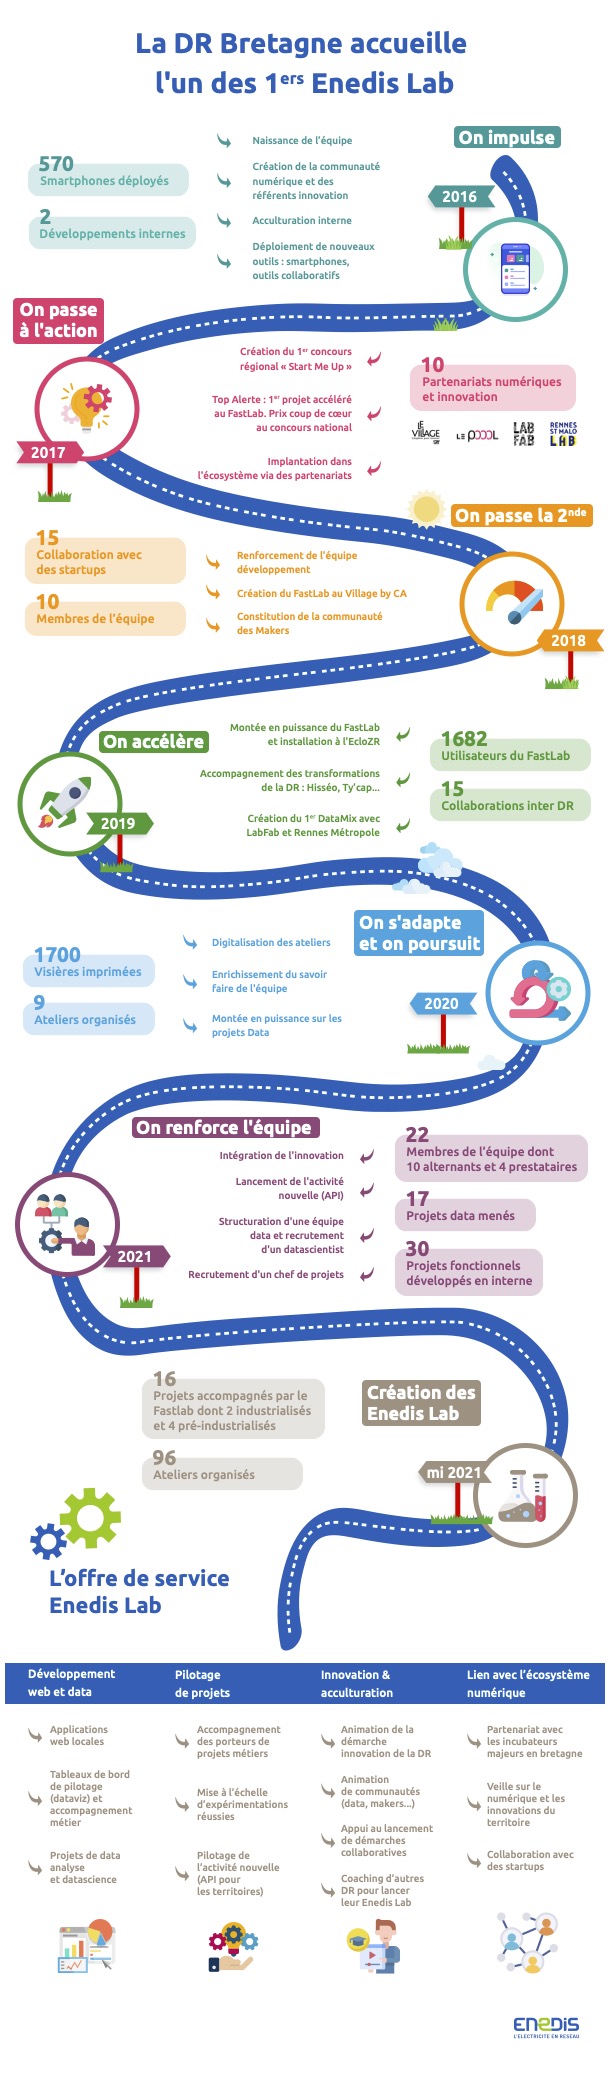 La DR Bretagne accueille
l'un des 1ers Enedis Lab
On impulse
2016
570
Smartphones déployés
2
Développements internes
Naissance de l'équipe
Création de la communauté
numérique et des
référents innovation
Acculturation interne
Déploiement de nouveaux
outils : smartphones,
outils collaboratifs
On passe
à l'action
2017
Création du 1er concours
régional « Start Me Up »
Top Alerte : 1er projet accéléré
au FastLab. Prix coup de cœur
au concours national
Implantation dans
l'écosystème via des partenariats
10
Partenariats numériques
et innovation
LE
VILLAGE
by CA
LE POOOL
LAB
FAB
RENNES
ST MALO
LAB
On passe la 2nde
2018
15
Collaboration avec
des startups
10
Membres de l'équipe
Renforcement de l'équipe
développement
Création du FastLab au Village by CA
Constitution de la communauté
des Makers
On accélère
2019
Montée en puissance du FastLab
et installation à l'EcloZR
Accompagnement des transformations
de la DR : Hisséo, Ty'cap...
Création du 1er DataMix avec
LabFab et Rennes Métropole
1682
Utilisateurs du FastLab
15
Collaborations inter DR
On s'adapte
et on poursuit
2020
1700
Visières imprimées
9
Ateliers organisés
Digitalisation des ateliers
Enrichissement du savoir
faire de l'équipe
Montée en puissance sur les
projets Data
On renforce l'équipe
2021
Intégration de l'innovation
Lancement de l'activité
nouvelle (API)
Structuration d'une équipe
data et recrutement
d'un datascientist
Recrutement d'un chef de projets
22
Membres de l'équipe dont
10 alternants et 4 prestataires
17
Projets data menés
30
Projets fonctionnels
développés en interne
Création des
Enedis Lab
mi 2021
16
Projets accompagnés par le
Fastlab dont 2 industrialisés
et 4 pré-industrialisés
96
Ateliers organisés
L'offre de service
Enedis Lab
Développement
web et data
Applications
web locales
Tableaux de bord
de pilotage
(dataviz) et
accompagnement
métier
Projets de data
analyse
et datascience
Pilotage
de projets
Accompagnement
des porteurs de
projets métiers
Mise à l'échelle
d'expérimentations
réussies
Pilotage de
l'activité nouvelle
(API pour
les territoires)
Innovation &
acculturation
Animation de la
démarche
innovation de la DR
Animation
de communautés
(data, makers...)
Appui au lancement
de démarches
collaboratives
Coaching d'autres
DR pour lancer
leur Enedis Lab
Lien avec l'écosystème
numérique
Partenariat avec
les incubateurs
majeurs en bretagne
Veille sur le
numérique et les
innovations du
territoire
Collaboration avec
des startups
ENEDIS
L'ELECTRICITE EN RESEAU